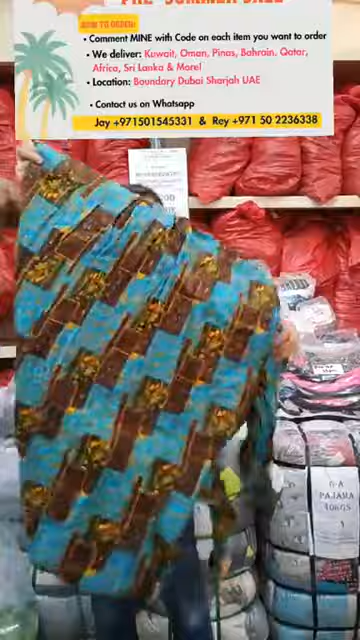 PRE-SUMMER SALE
HOW TO ORDER:
• Comment MINE with Code on each item you want to order
• We deliver: Kuwait, Oman, Pinas, Bahrain, Qatar,
Africa, Sri Lanka & More!
• Location: Boundary Dubai Sharjah UAE
• Contact us on Whatsapp
Jay +971501545331 & Rey +971 50 2236338
PAJAMA